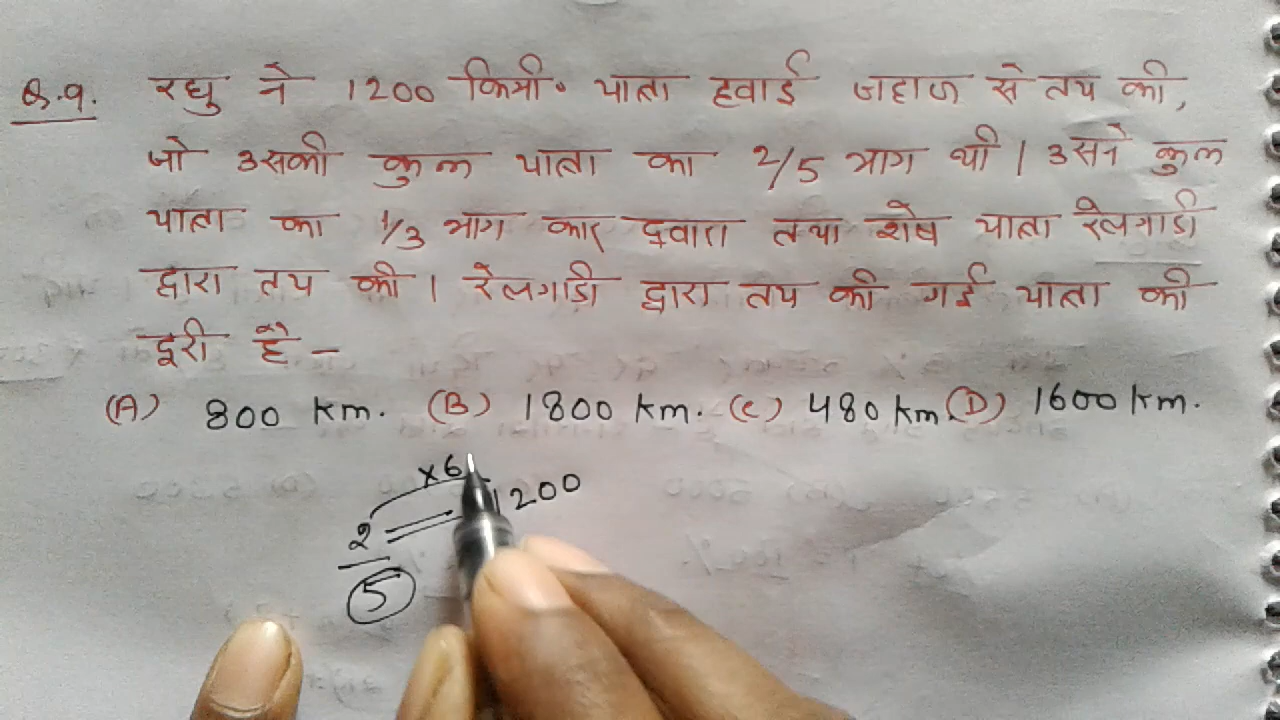 Q.9. रघु ने 1200 किमी. यात्रा हवाई जहाज से तय की,
जो उसकी कुल यात्रा का 2/5 भाग थी। उसने कुल
यात्रा का 1/3 भाग कार द्वारा तथा शेष यात्रा रेलगाडी
द्वारा तय की। रेलगाडी द्वारा तय की गई यात्रा की
दूरी है -
(A) 800 km. (B) 1800 km. (C) 480 km (D) 1600 km.
×6
2 = 1200
5